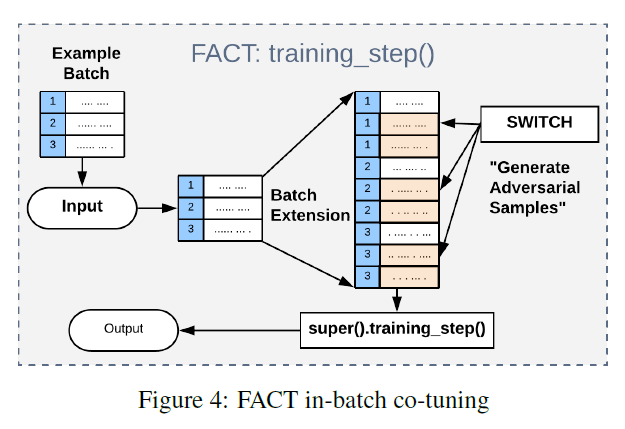 FACT: training_step()
Example
Batch
1 .... ....
2 ...... ....
3 ...... ... .
Input
1 .... ....
2 ...... ....
3 ...... ... .
Batch
Extension
1 .... ....
1 ...... ....
1 ...... .... .
2 ... .... ..
2 . ...... .. .
2 . .. .. .. ..
3 . .... . . ...
3 .. .... . ....
3 . . . ... .
SWITCH
"Generate
Adversarial
Samples"
super().training_step()
Output
Figure 4: FACT in-batch co-tuning